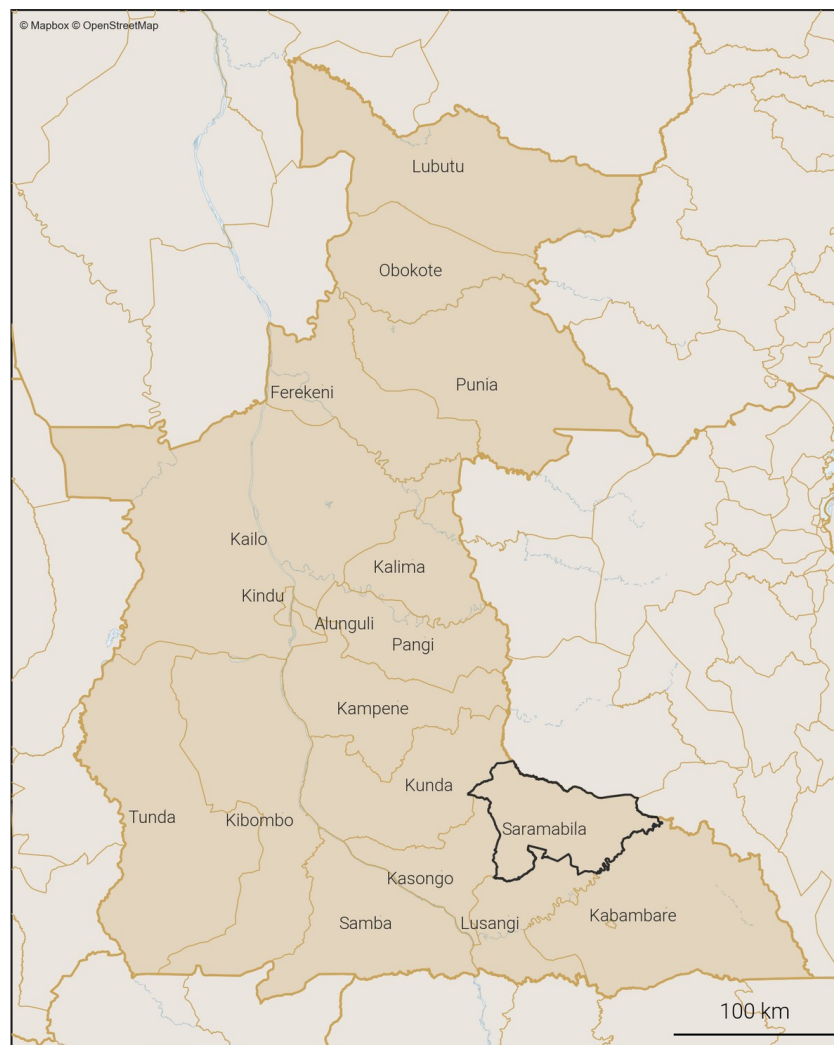 © Mapbox © OpenStreetMap
Lubutu
Obokote
Punia
Ferekeni
Kailo
Kalima
Kindu
Alunguli
Pangi
Kampene
Kunda
Tunda
Kibombo
Saramabila
Kasongo
Samba
Lusangi
Kabambare
100 km